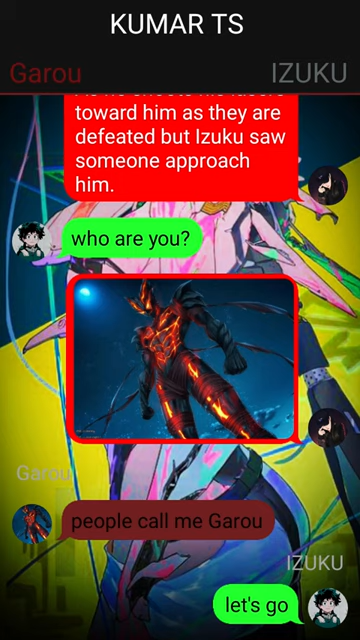 KUMAR TS
Garou
IZUKU
toward him as they are
defeated but Izuku saw
someone approach
him.
who are you?
Garou
people call me Garou
IZUKU
let's go